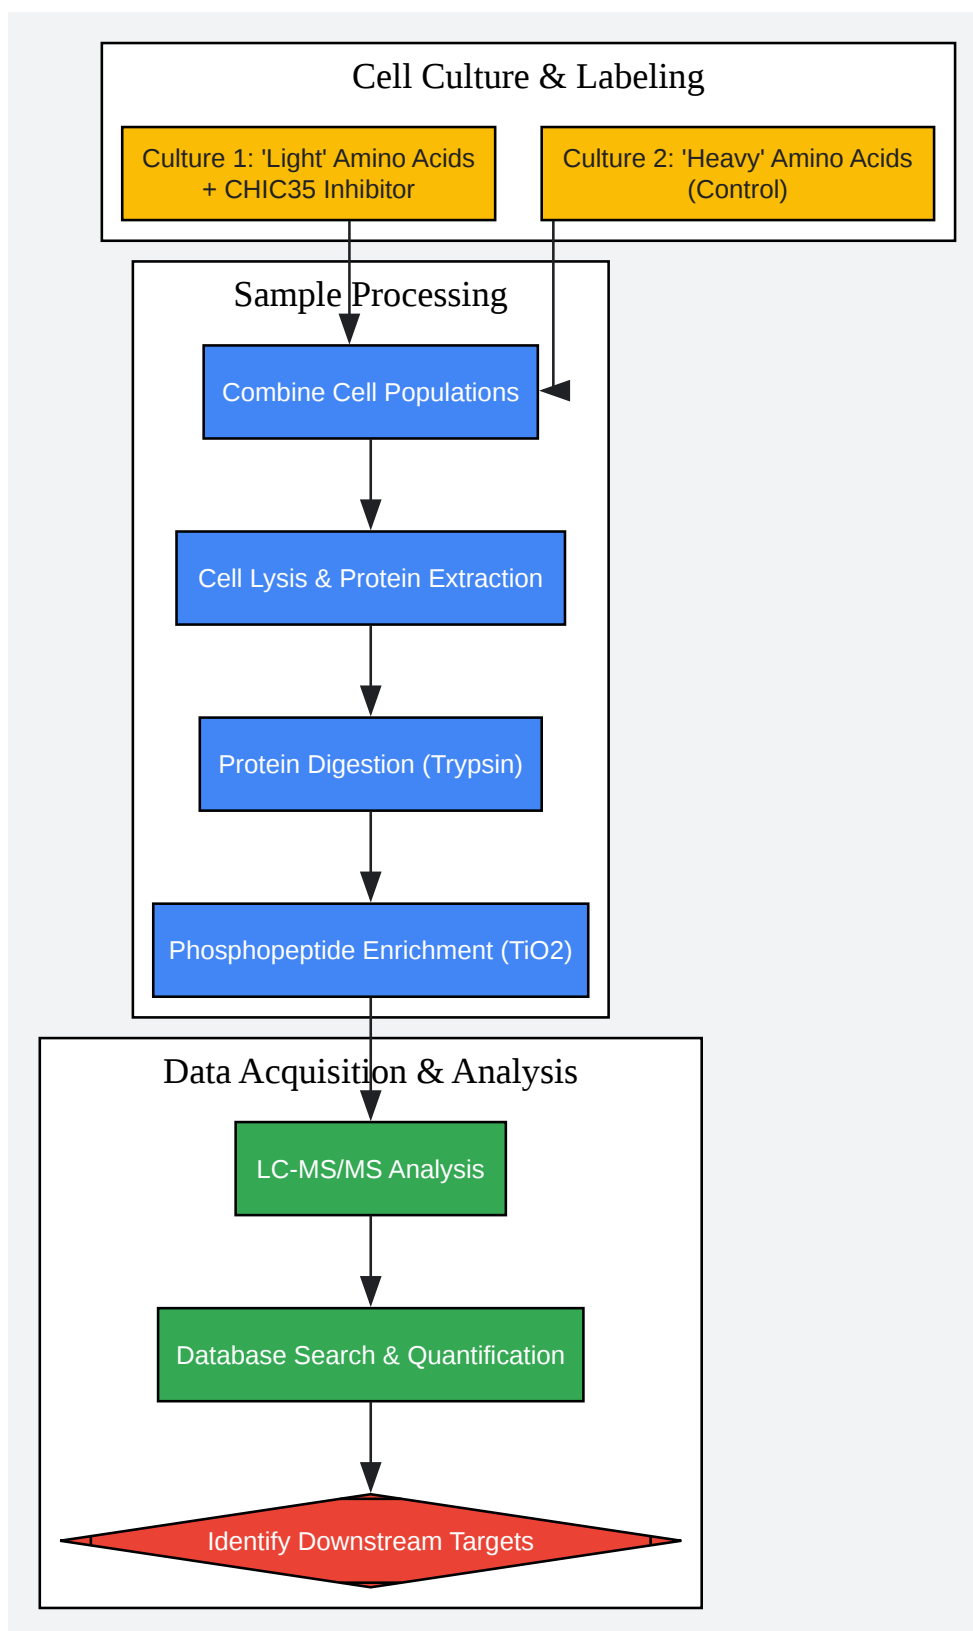 Cell Culture & Labeling
Culture 1: 'Light' Amino Acids
+ CHIC35 Inhibitor
Culture 2: 'Heavy' Amino Acids
(Control)
Sample Processing
Combine Cell Populations
Cell Lysis & Protein Extraction
Protein Digestion (Trypsin)
Phosphopeptide Enrichment (TiO2)
Data Acquisition & Analysis
LC-MS/MS Analysis
Database Search & Quantification
Identify Downstream Targets